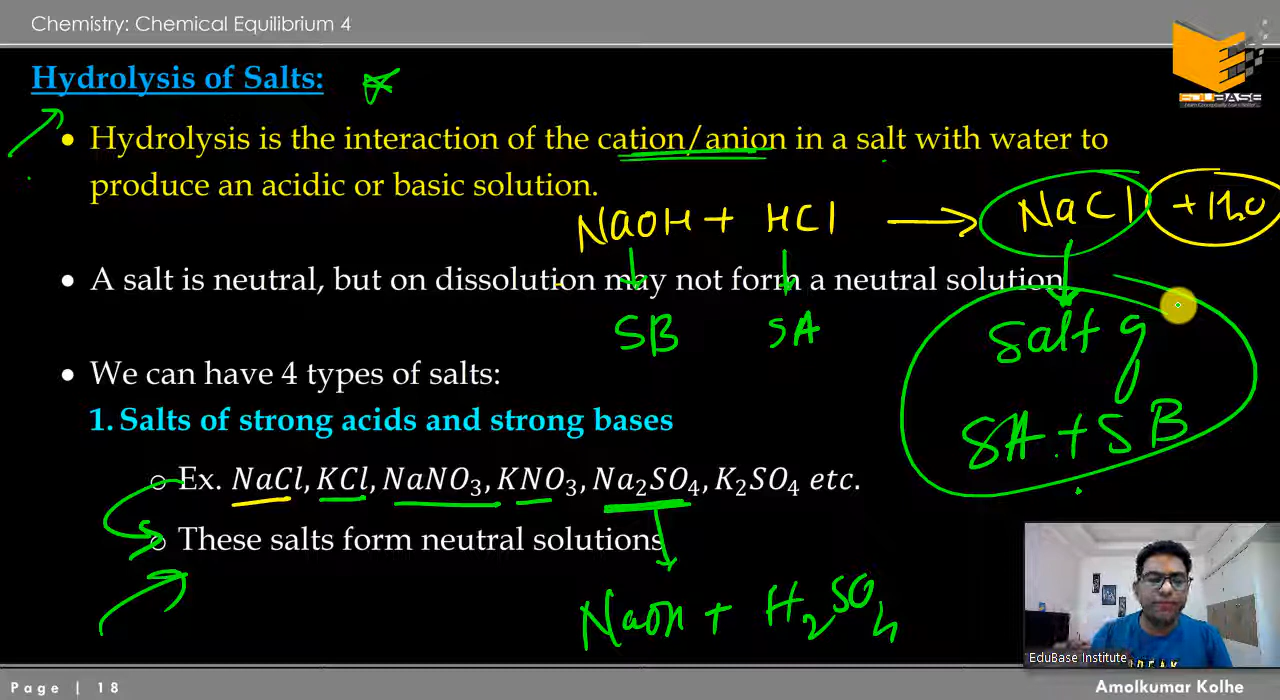 Chemistry: Chemical Equilibrium 4
EDUBASE
Hydrolysis of Salts:
• Hydrolysis is the interaction of the cation/anion in a salt with water to
produce an acidic or basic solution.
NaOH + HCl → NaCl + H₂O
• A salt is neutral, but on dissolution may not form a neutral solution
SB SA
Salt of
SA + SB
• We can have 4 types of salts:
1. Salts of strong acids and strong bases
○ Ex. NaCl, KCl, NaNO₃, KNO₃, Na₂SO₄, K₂SO₄ etc.
○ These salts form neutral solutions
NaOH + H₂SO₄
EduBase Institute
Page | 18
Amolkumar Kolhe